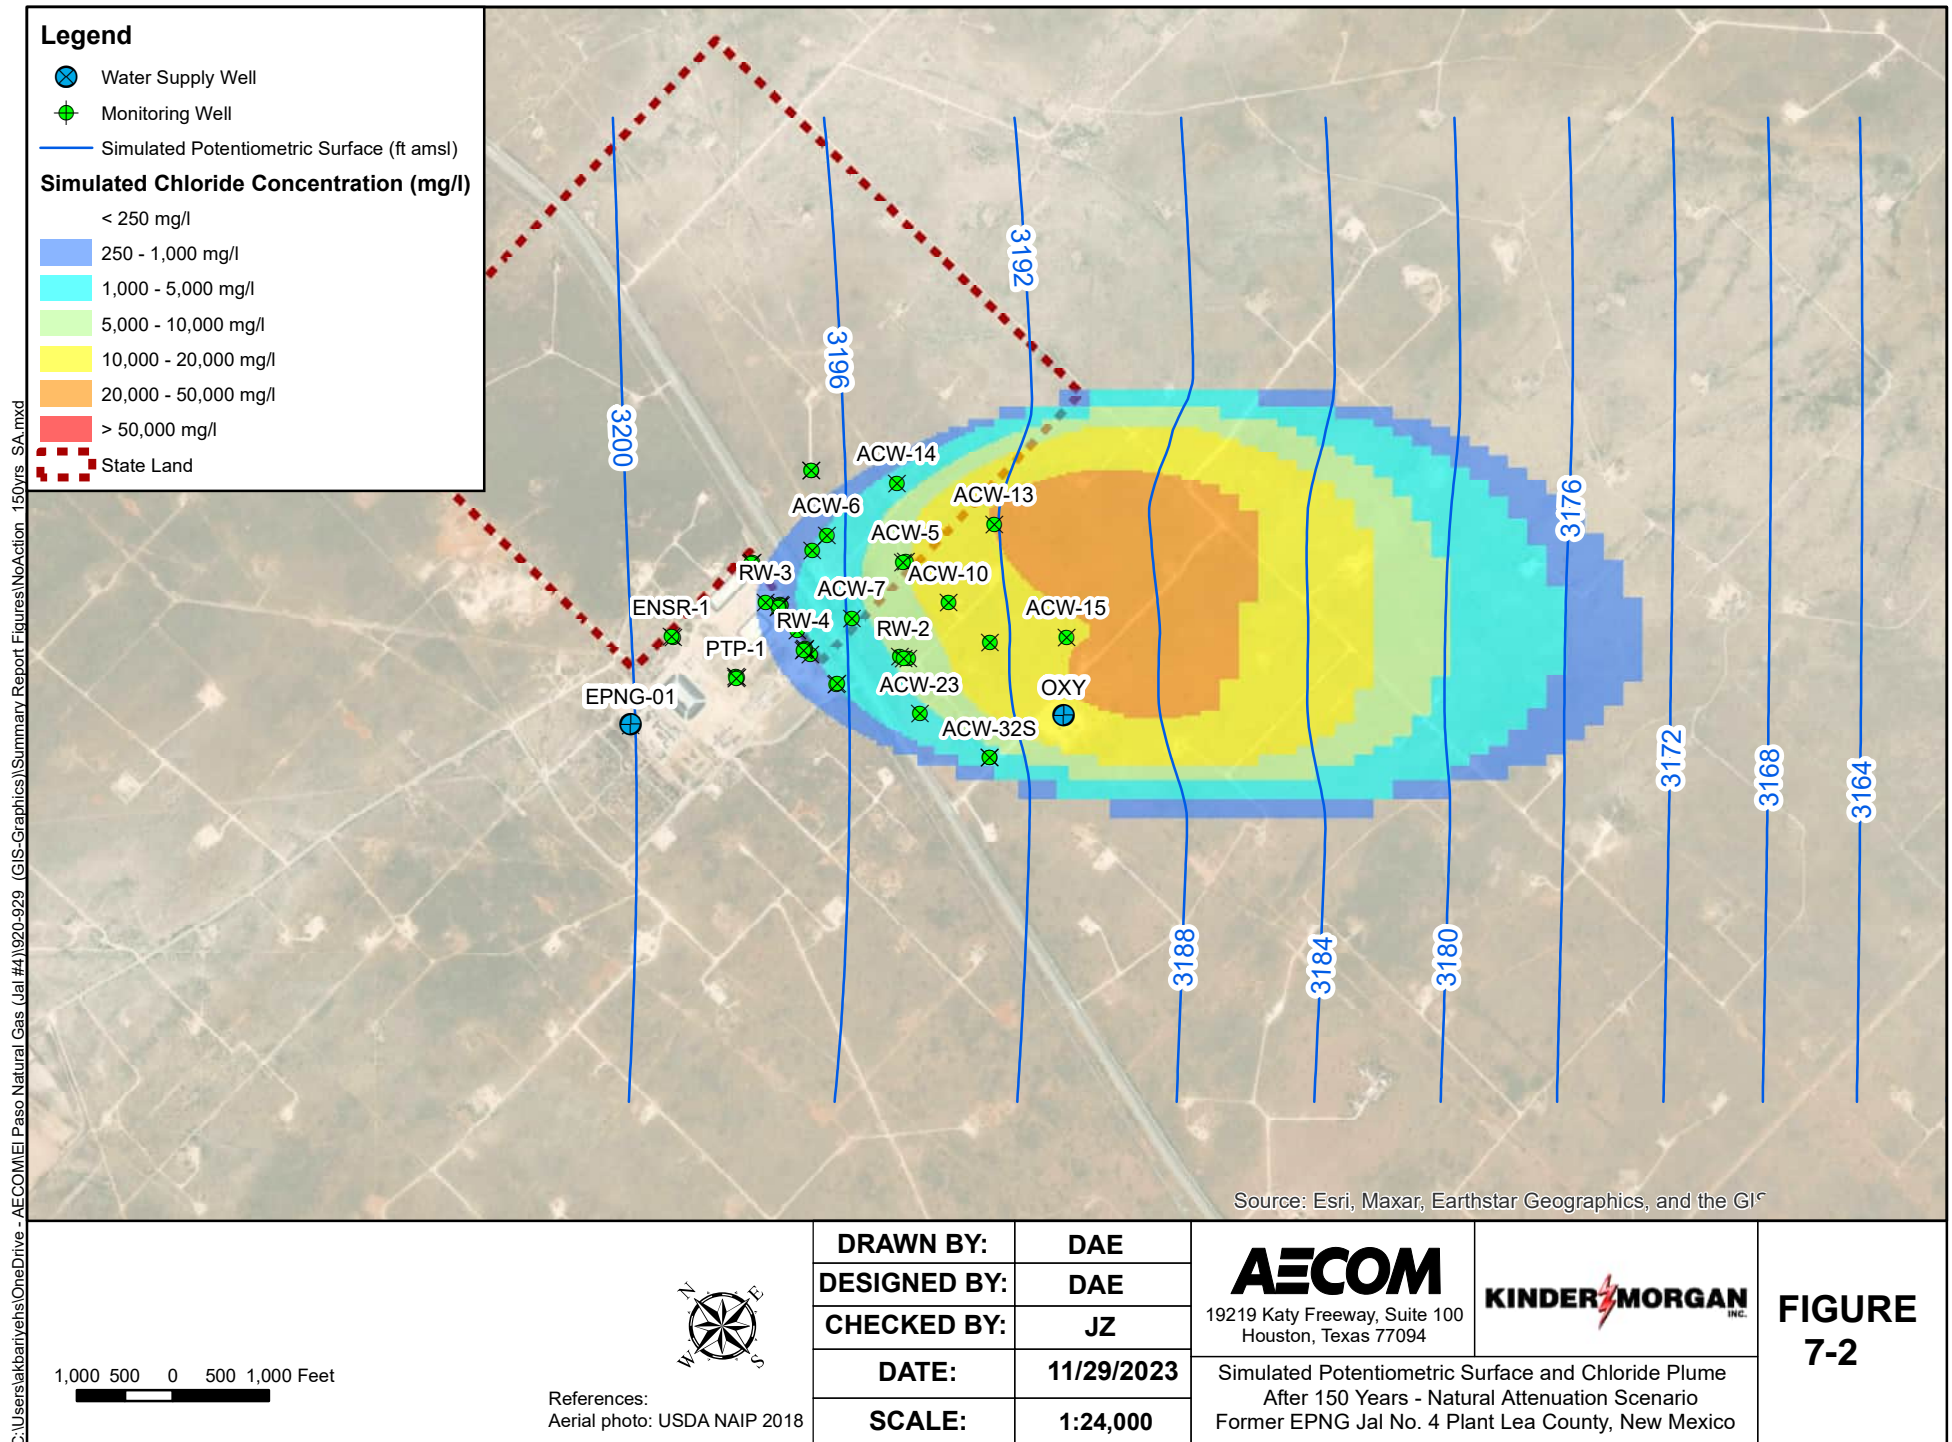 Legend
Water Supply Well
Monitoring Well
Simulated Potentiometric Surface (ft amsl)
Simulated Chloride Concentration (mg/l)
< 250 mg/l
250 - 1,000 mg/l
1,000 - 5,000 mg/l
5,000 - 10,000 mg/l
10,000 - 20,000 mg/l
20,000 - 50,000 mg/l
> 50,000 mg/l
State Land
3200
3196
3192
3188
3184
3180
3176
3172
3168
3164
ACW-14
ACW-13
ACW-6
ACW-5
RW-3
ACW-10
ACW-7
ENSR-1
ACW-15
RW-4
RW-2
PTP-1
ACW-23
OXY
EPNG-01
ACW-32S
Source: Esri, Maxar, Earthstar Geographics, and the GIS
C:\Users\akbariyehs\OneDrive - AECOM\El Paso Natural Gas (Jal #4)\920-929 (GIS-Graphics)\Summary Report Figures\NoAction_150yrs_SA.mxd
1,000 500 0 500 1,000 Feet
N
E
W
S
References:
Aerial photo: USDA NAIP 2018
DRAWN BY: DAE
DESIGNED BY: DAE
CHECKED BY: JZ
DATE: 11/29/2023
SCALE: 1:24,000
AECOM
19219 Katy Freeway, Suite 100
Houston, Texas 77094
KINDER MORGAN
INC.
Simulated Potentiometric Surface and Chloride Plume
After 150 Years - Natural Attenuation Scenario
Former EPNG Jal No. 4 Plant Lea County, New Mexico
FIGURE
7-2